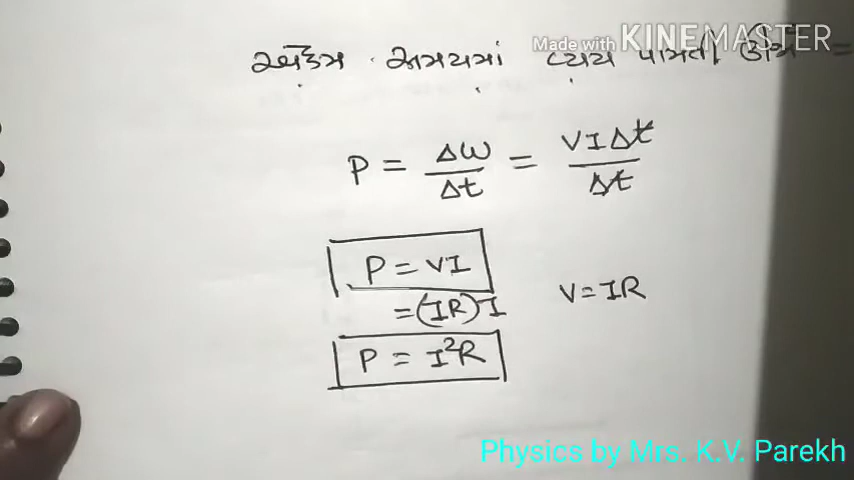 Made with KINEMASTER
સમયમાં વ્યય પામતી ઊર્જા =
P = ΔW/Δt = VIΔt/Δt
P = VI
= (IR)I V = IR
P = I²R
Physics by Mrs. K.V. Parekh